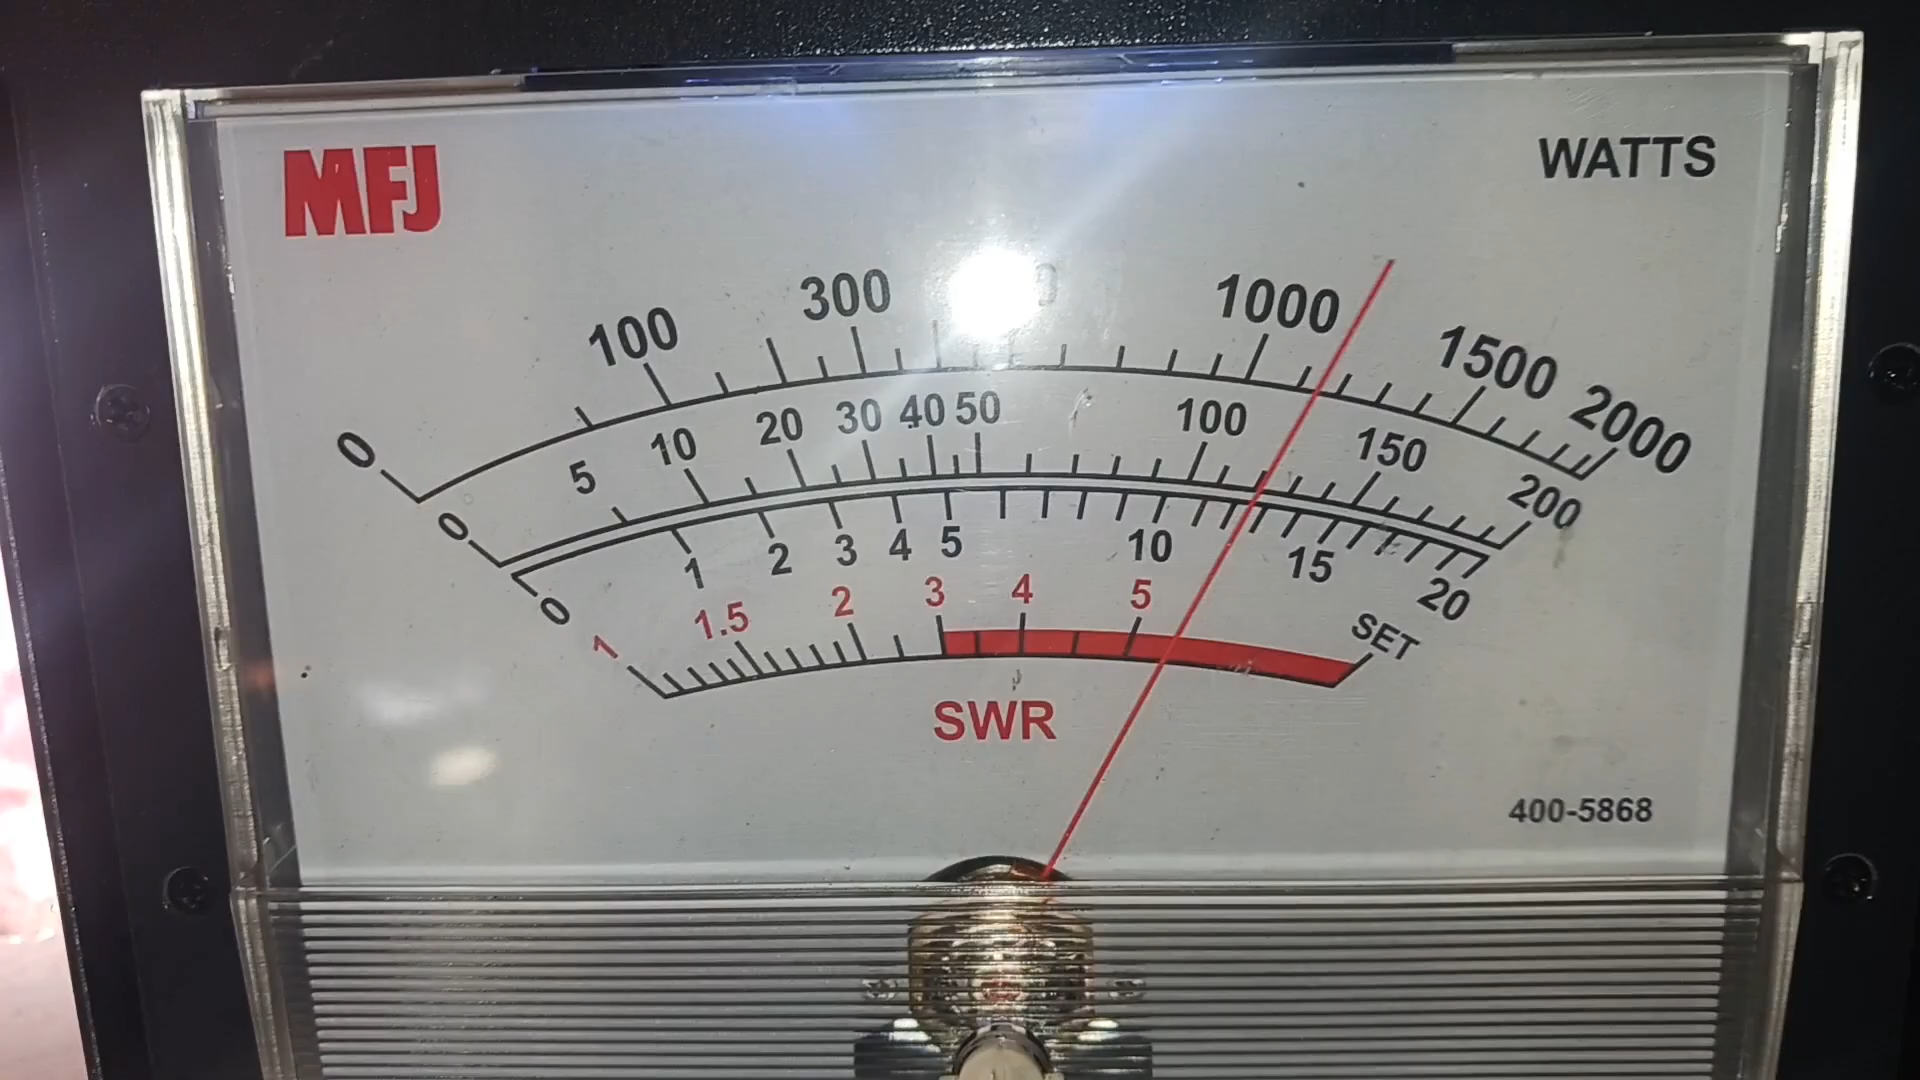 MFJ
WATTS
0 100 300 1000 1500 2000
0 5 10 20 30 40 50 100 150 200
0 1 2 3 4 5 10 15 20
1 1.5 2 3 4 5 SET
SWR
400-5868